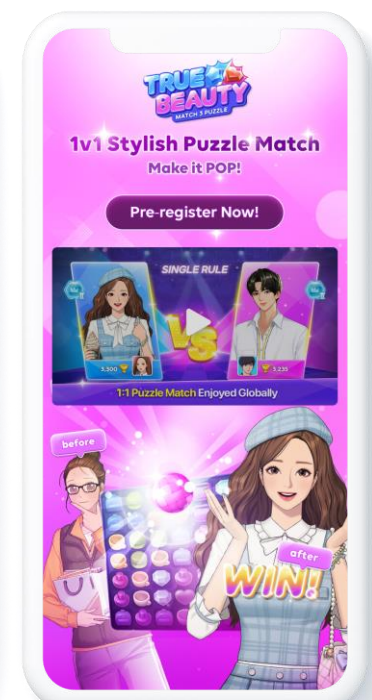 TRUE
BEAUTY
MATCH 3 PUZZLE
1v1 Stylish Puzzle Match
Make it POP!
Pre-register Now!
SINGLE RULE
VS
3,300
3,235
1:1 Puzzle Match Enjoyed Globally
before
after
WIN!